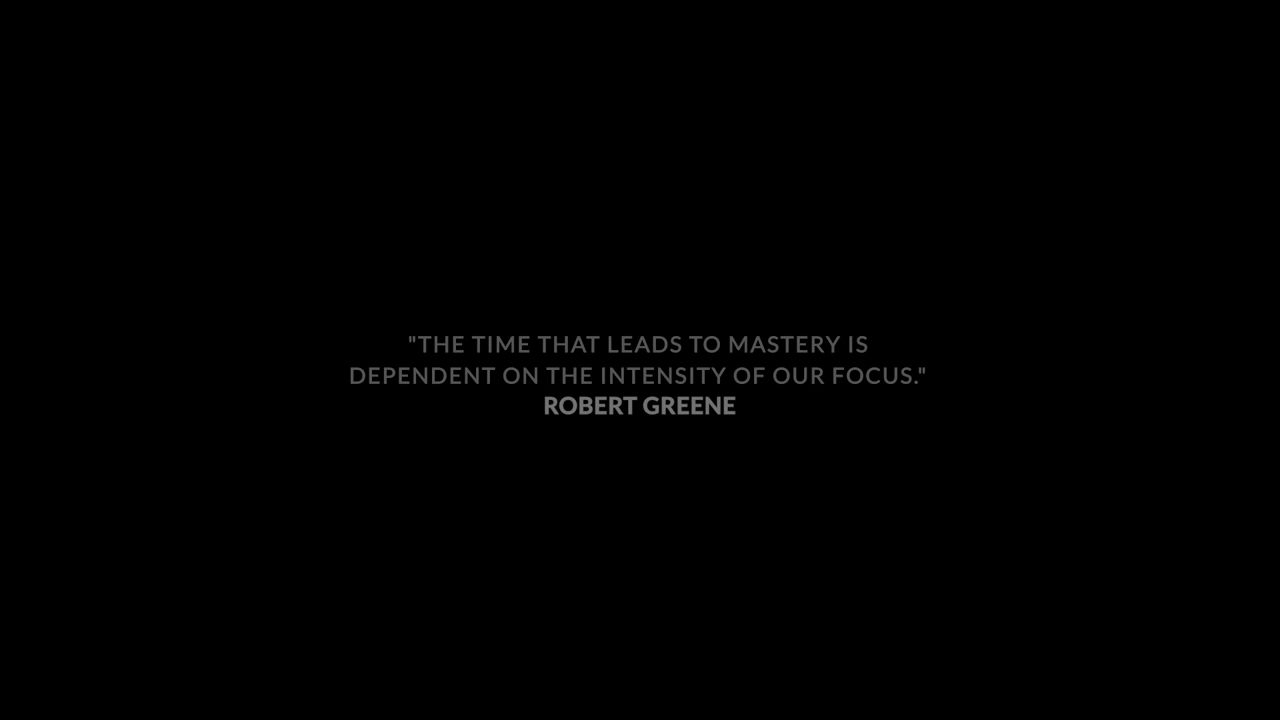 "THE TIME THAT LEADS TO MASTERY IS
DEPENDENT ON THE INTENSITY OF OUR FOCUS."
ROBERT GREENE